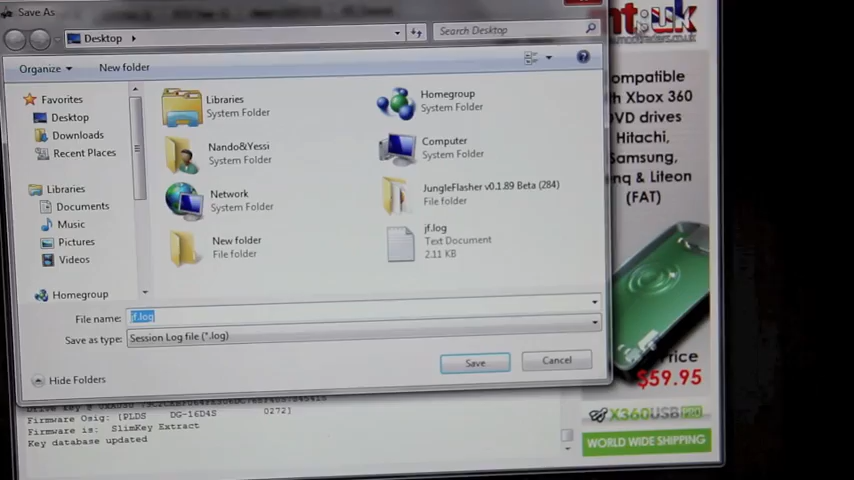 Save As
Desktop
Search Desktop
Organize
New folder
Favorites
Desktop
Downloads
Recent Places
Libraries
Documents
Music
Pictures
Videos
Homegroup
Libraries
System Folder
Homegroup
System Folder
Nando&Yessi
System Folder
Computer
System Folder
Network
System Folder
JungleFlasher v0.1.89 Beta (284)
File folder
New folder
File folder
jf.log
Text Document
2.11 KB
File name: jf.log
Save as type: Session Log file (*.log)
Hide Folders
Save
Cancel
Firmware Osig: [PLDS DG-16D4S 0272]
Firmware is: SlimKey Extract
Key database updated
t:uk
ompatible
h Xbox 360
VD drives
Hitachi,
amsung,
nq & Liteon
(FAT)
Price
$59.95
X360USB PRO
WORLD WIDE SHIPPING